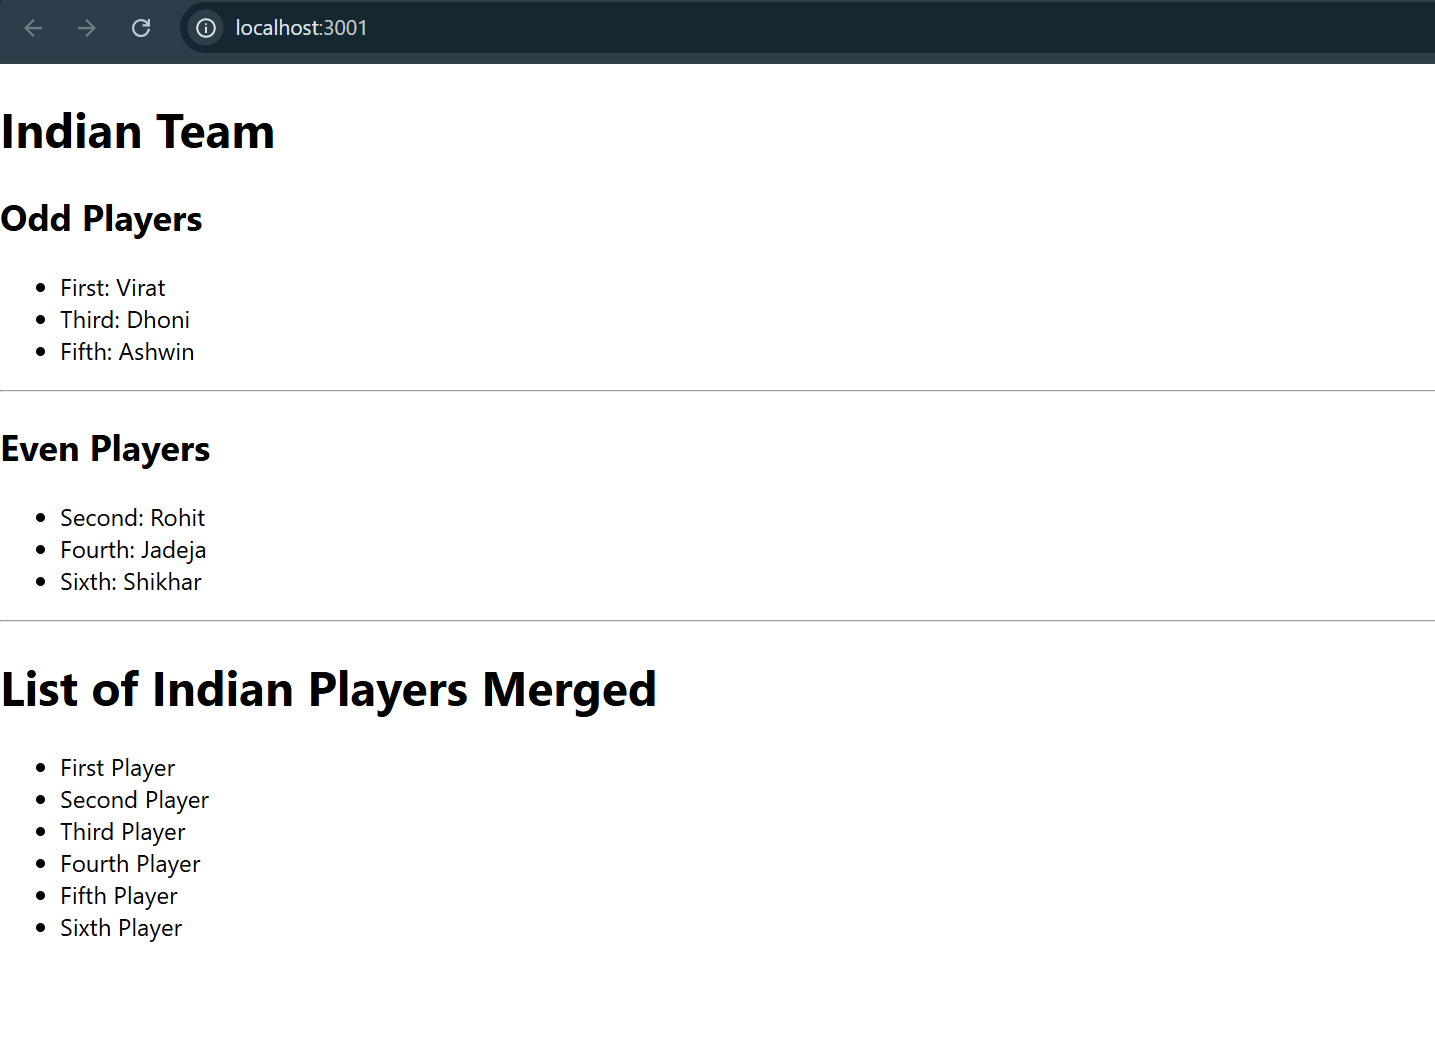 localhost:3001
Indian Team
Odd Players
First: Virat
Third: Dhoni
Fifth: Ashwin
Even Players
Second: Rohit
Fourth: Jadeja
Sixth: Shikhar
List of Indian Players Merged
First Player
Second Player
Third Player
Fourth Player
Fifth Player
Sixth Player